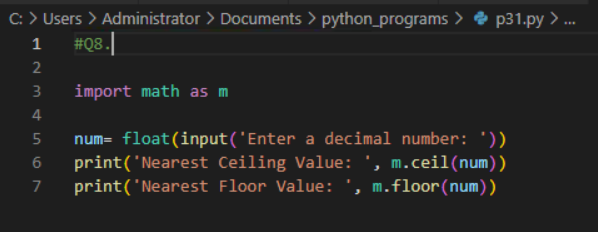 C: > Users > Administrator > Documents > python_programs > p31.py > ...
1 #Q8.
2
3 import math as m
4
5 num= float(input('Enter a decimal number: '))
6 print('Nearest Ceiling Value: ', m.ceil(num))
7 print('Nearest Floor Value: ', m.floor(num))